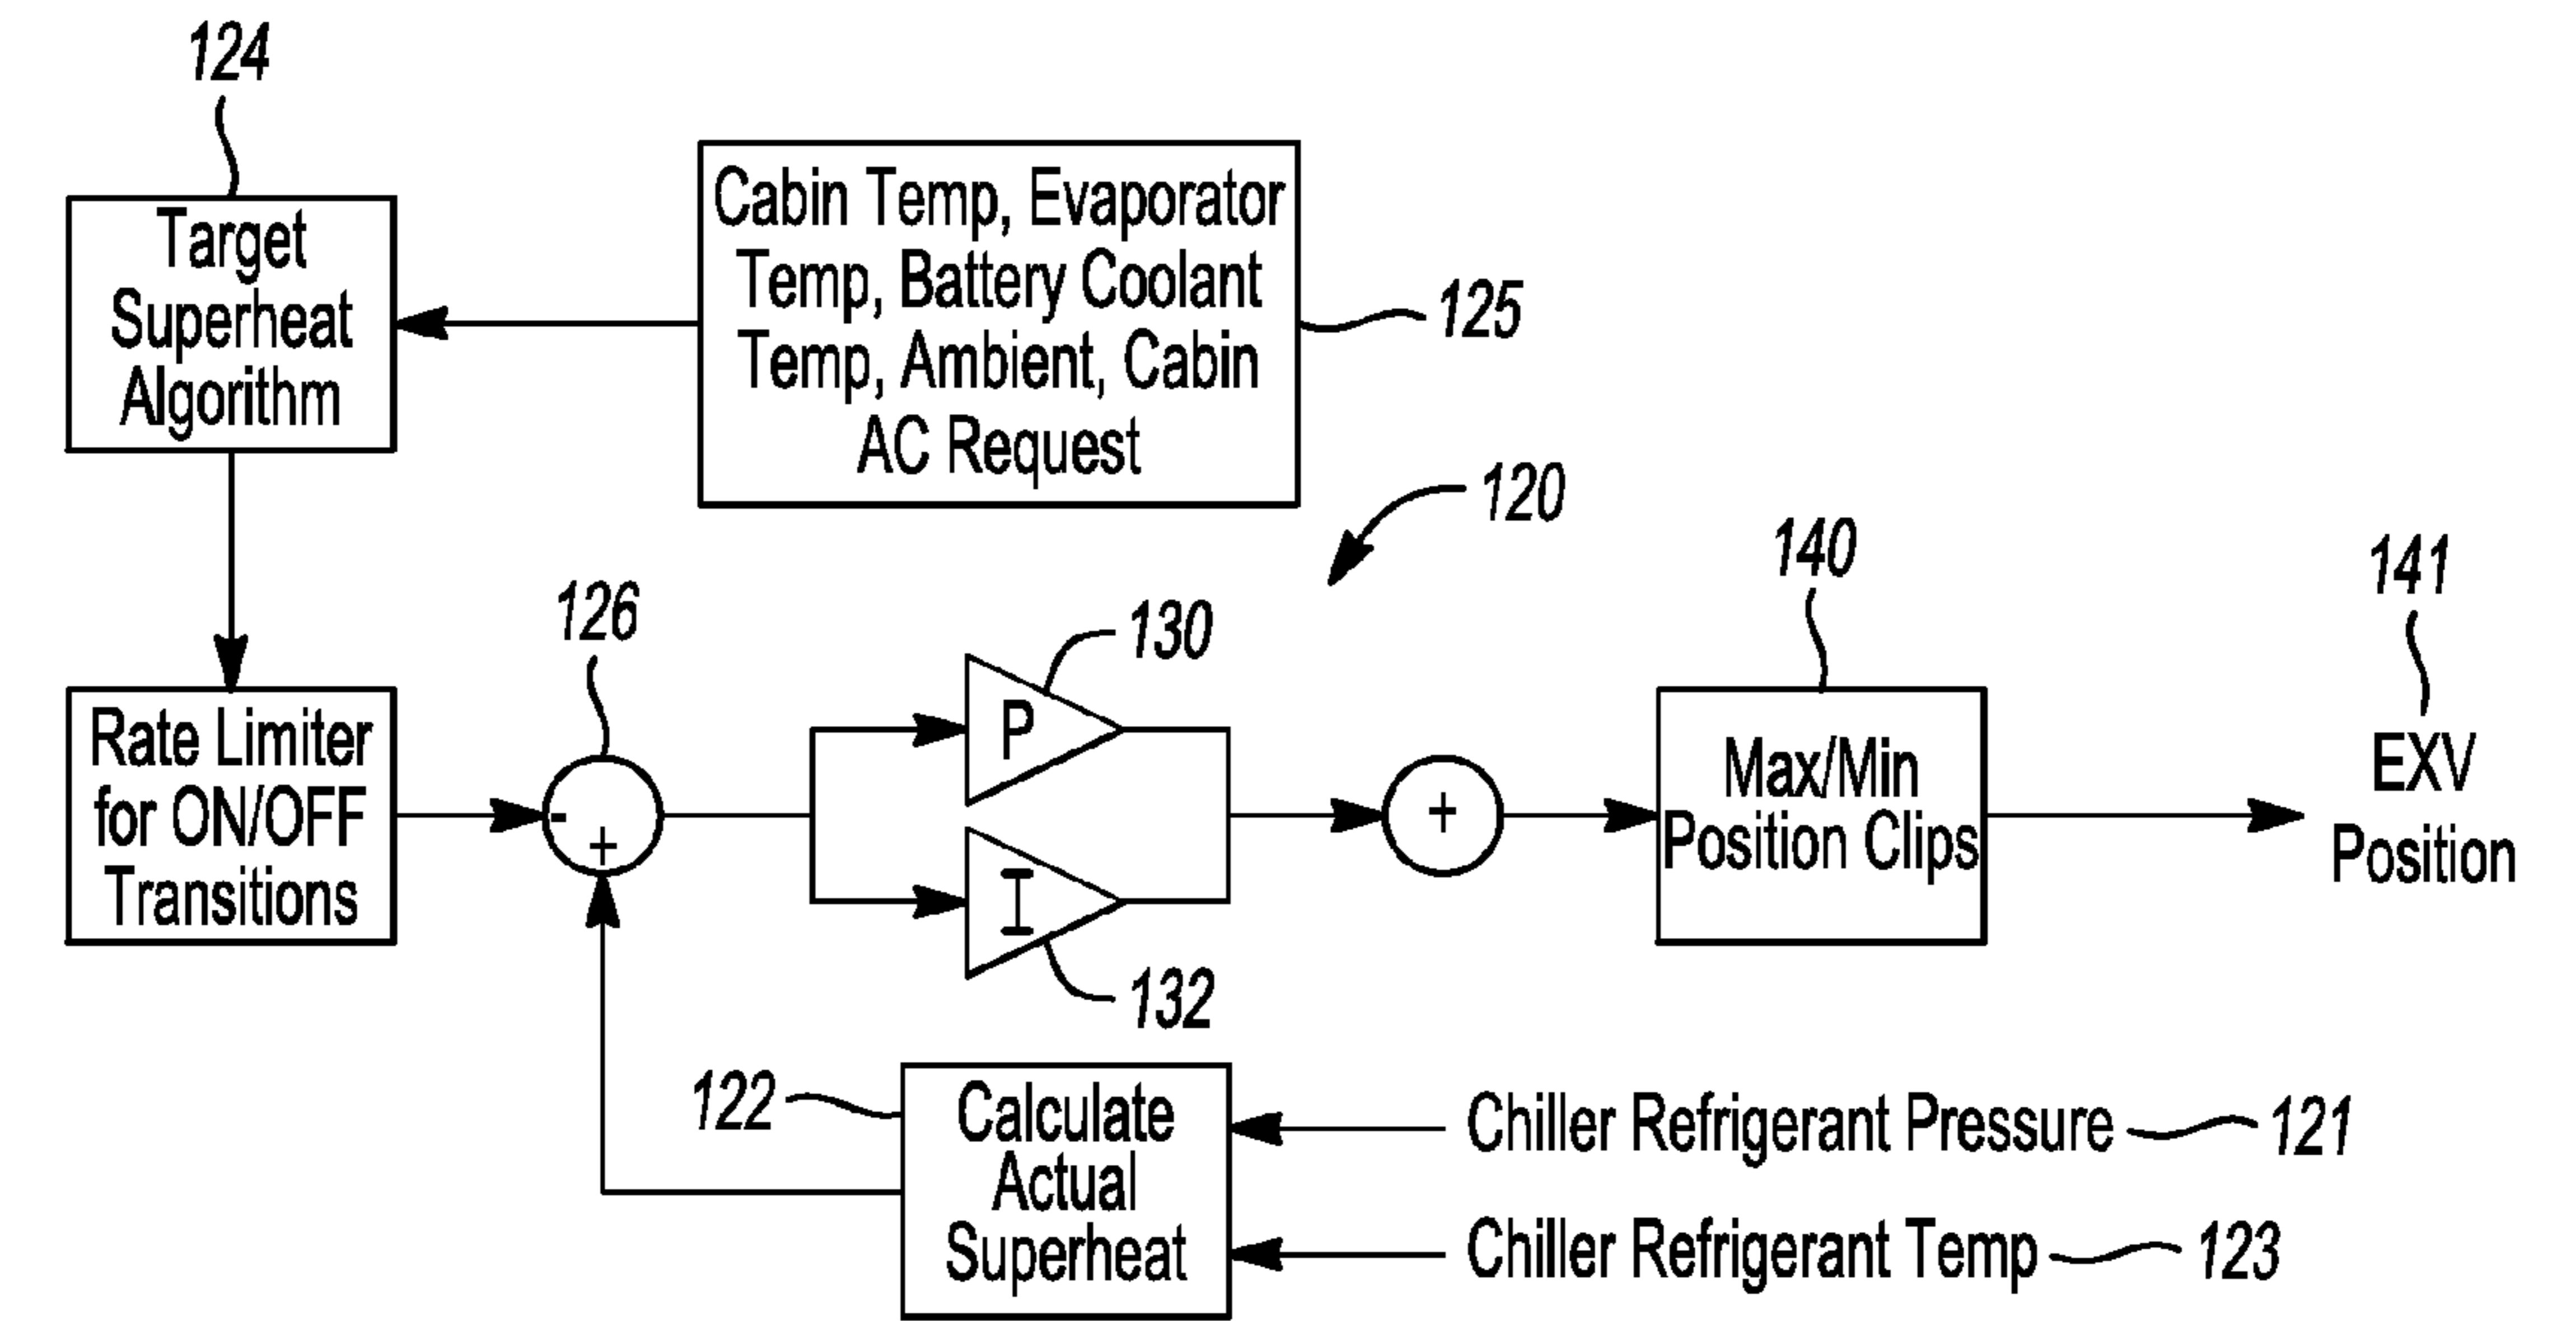 124
Target
Superheat
Algorithm
Cabin Temp, Evaporator
Temp, Battery Coolant
Temp, Ambient, Cabin
AC Request
125
120
Rate Limiter
for ON/OFF
Transitions
126
-
+
130
P
I
132
+
140
Max/Min
Position Clips
141
EXV
Position
122
Calculate
Actual
Superheat
Chiller Refrigerant Pressure
121
Chiller Refrigerant Temp
123